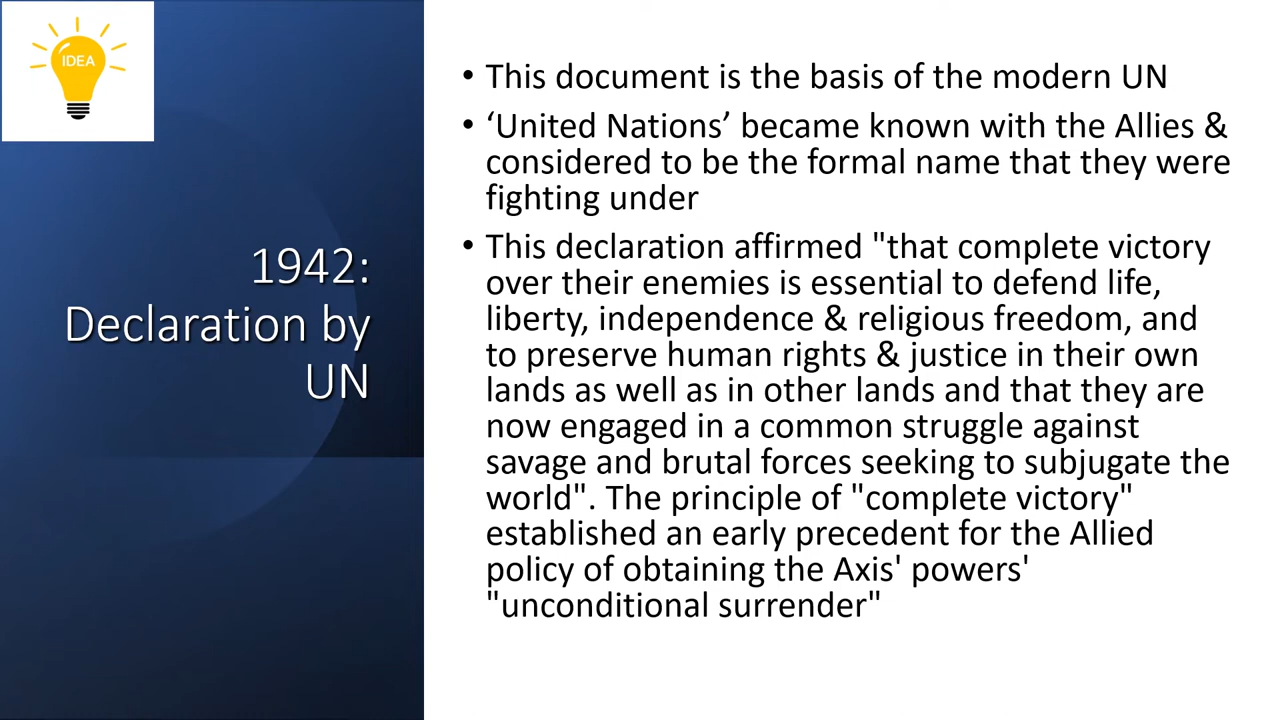 IDEA
1942:
Declaration by
UN
• This document is the basis of the modern UN
• ‘United Nations’ became known with the Allies &
considered to be the formal name that they were
fighting under
• This declaration affirmed "that complete victory
over their enemies is essential to defend life,
liberty, independence & religious freedom, and
to preserve human rights & justice in their own
lands as well as in other lands and that they are
now engaged in a common struggle against
savage and brutal forces seeking to subjugate the
world". The principle of "complete victory"
established an early precedent for the Allied
policy of obtaining the Axis' powers'
"unconditional surrender"